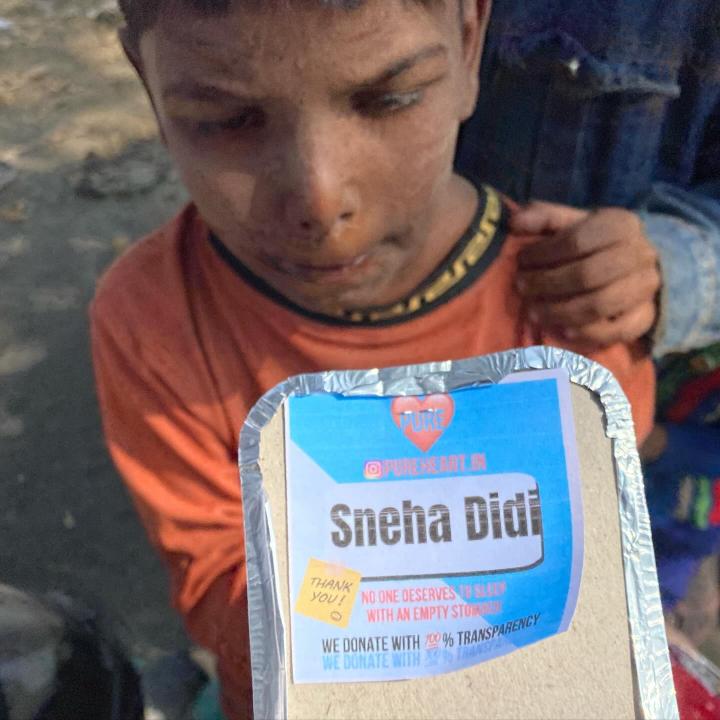 PURE
@PUREHEART.IN
Sneha Didi
THANK
YOU!
NO ONE DESERVES TO SLEEP
WITH AN EMPTY STOMACH
WE DONATE WITH 💯% TRANSPARENCY
WE DONATE WITH 💯% TRANSPA